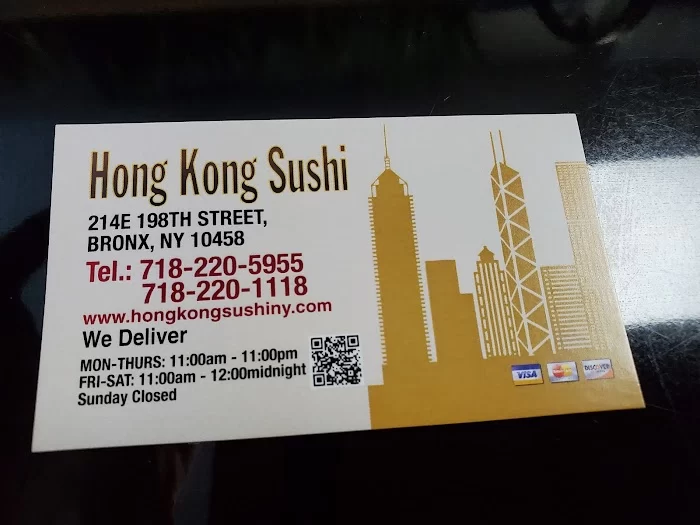 Hong Kong Sushi
214E 198TH STREET,
BRONX, NY 10458
Tel.: 718-220-5955
718-220-1118
www.hongkongsushiny.com
We Deliver
MON-THURS: 11:00am - 11:00pm
FRI-SAT: 11:00am - 12:00midnight
Sunday Closed
VISA DISCOVER